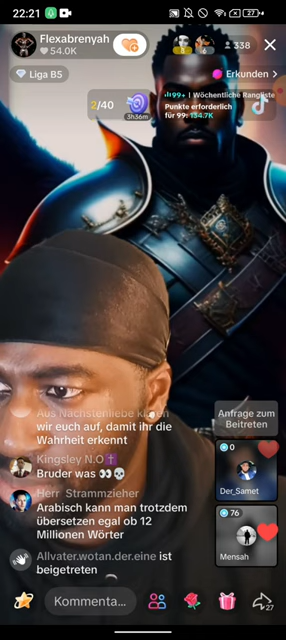 22:21
27
Flexabrenyah
54.0K
338
Liga B5
Erkunden >
2/40
3h36m
99+ | Wöchentliche Rangliste
Punkte erforderlich
für 99: 134.7K
Aus Nächstenliebe klären
wir euch auf, damit ihr die
Wahrheit erkennt
Kingsley N.O✝️
Bruder was 👀💀
Herr Strammzieher
Arabisch kann man trotzdem
übersetzen egal ob 12
Millionen Wörter
Allvater.wotan.der.eine ist
beigetreten
Anfrage zum
Beitreten
0
Der_Samet
76
Mensah
Kommenta...
27